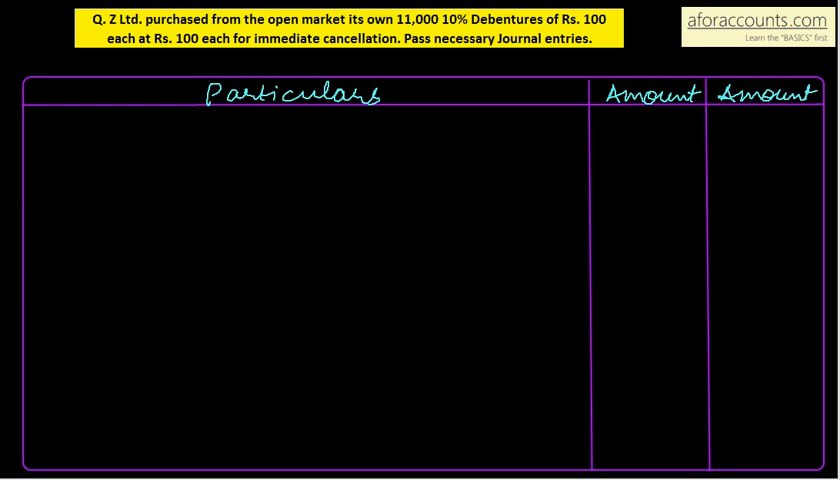 Q. Z Ltd. purchased from the open market its own 11,000 10% Debentures of Rs. 100
each at Rs. 100 each for immediate cancellation. Pass necessary Journal entries.
aforaccounts.com
Learn the "BASICS" first
Particulars Amount Amount